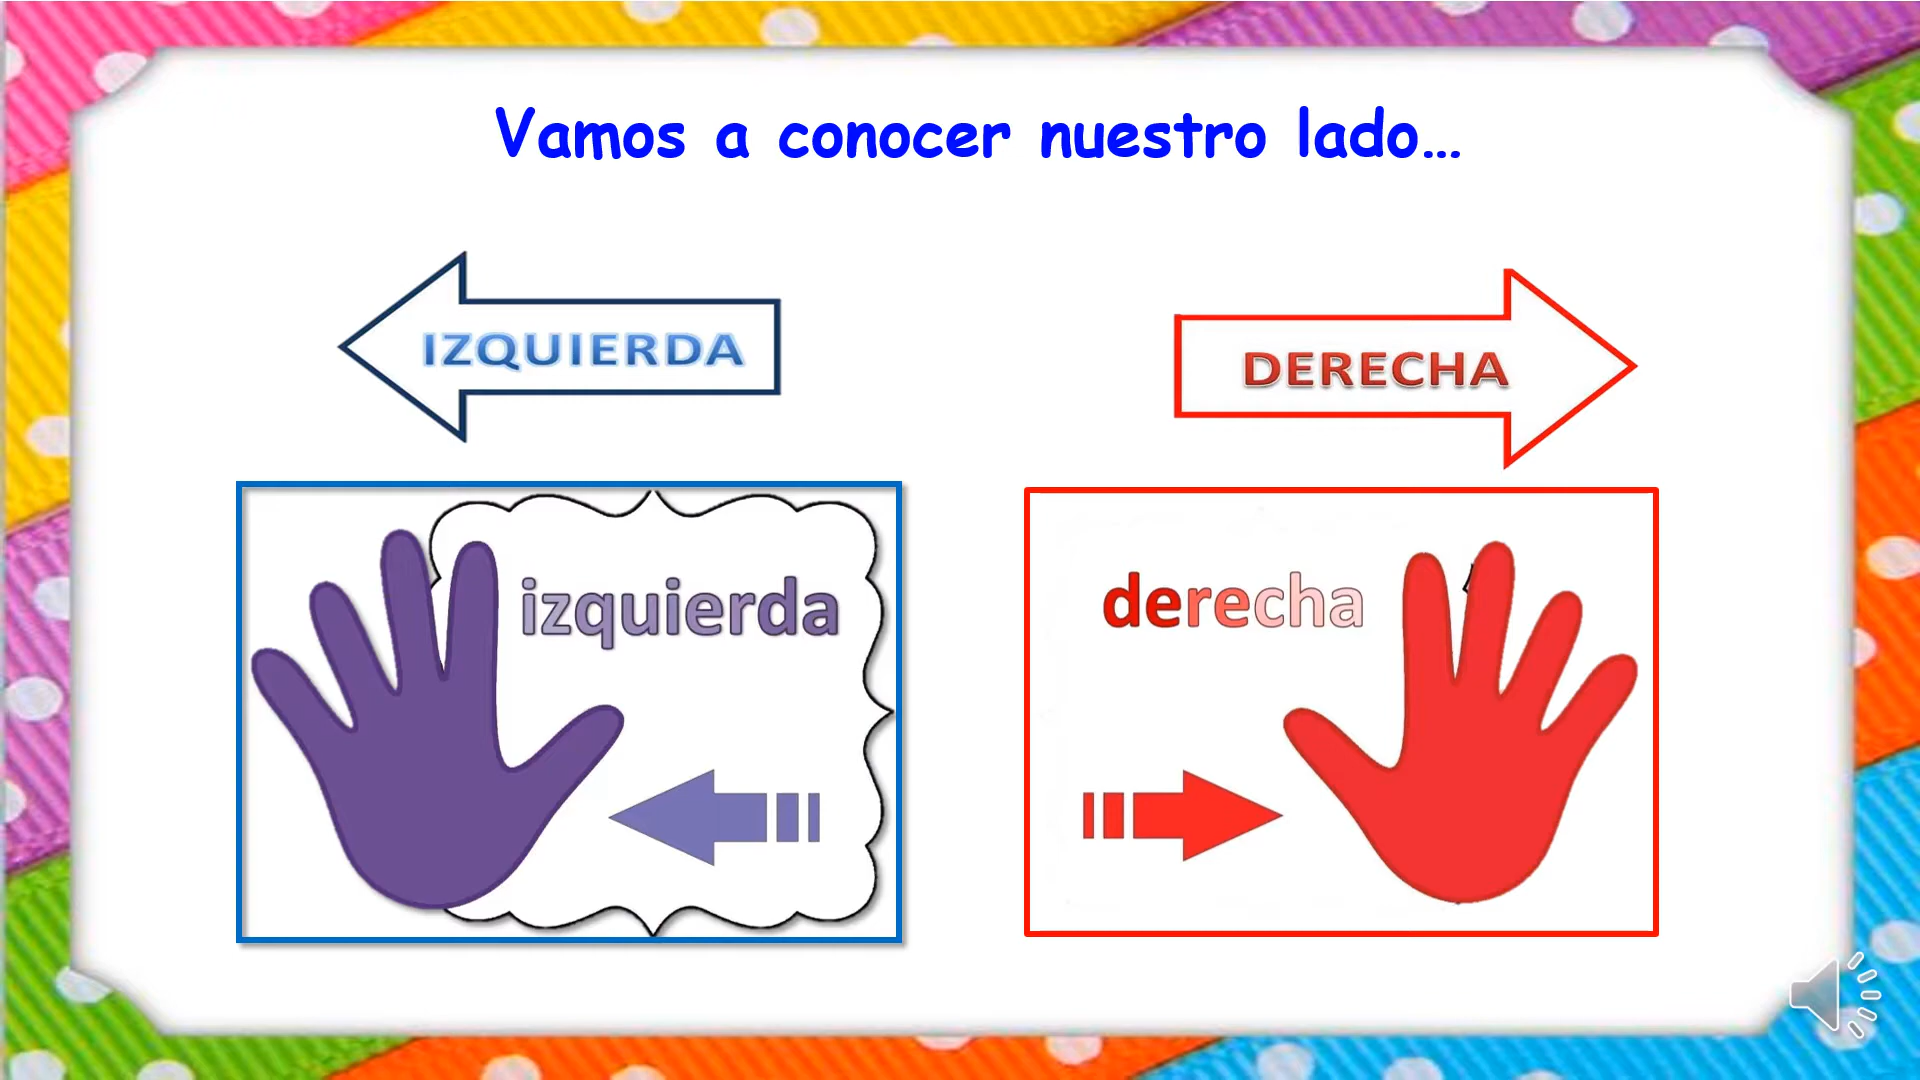 Vamos a conocer nuestro lado...
IZQUIERDA
DERECHA
izquierda
derecha